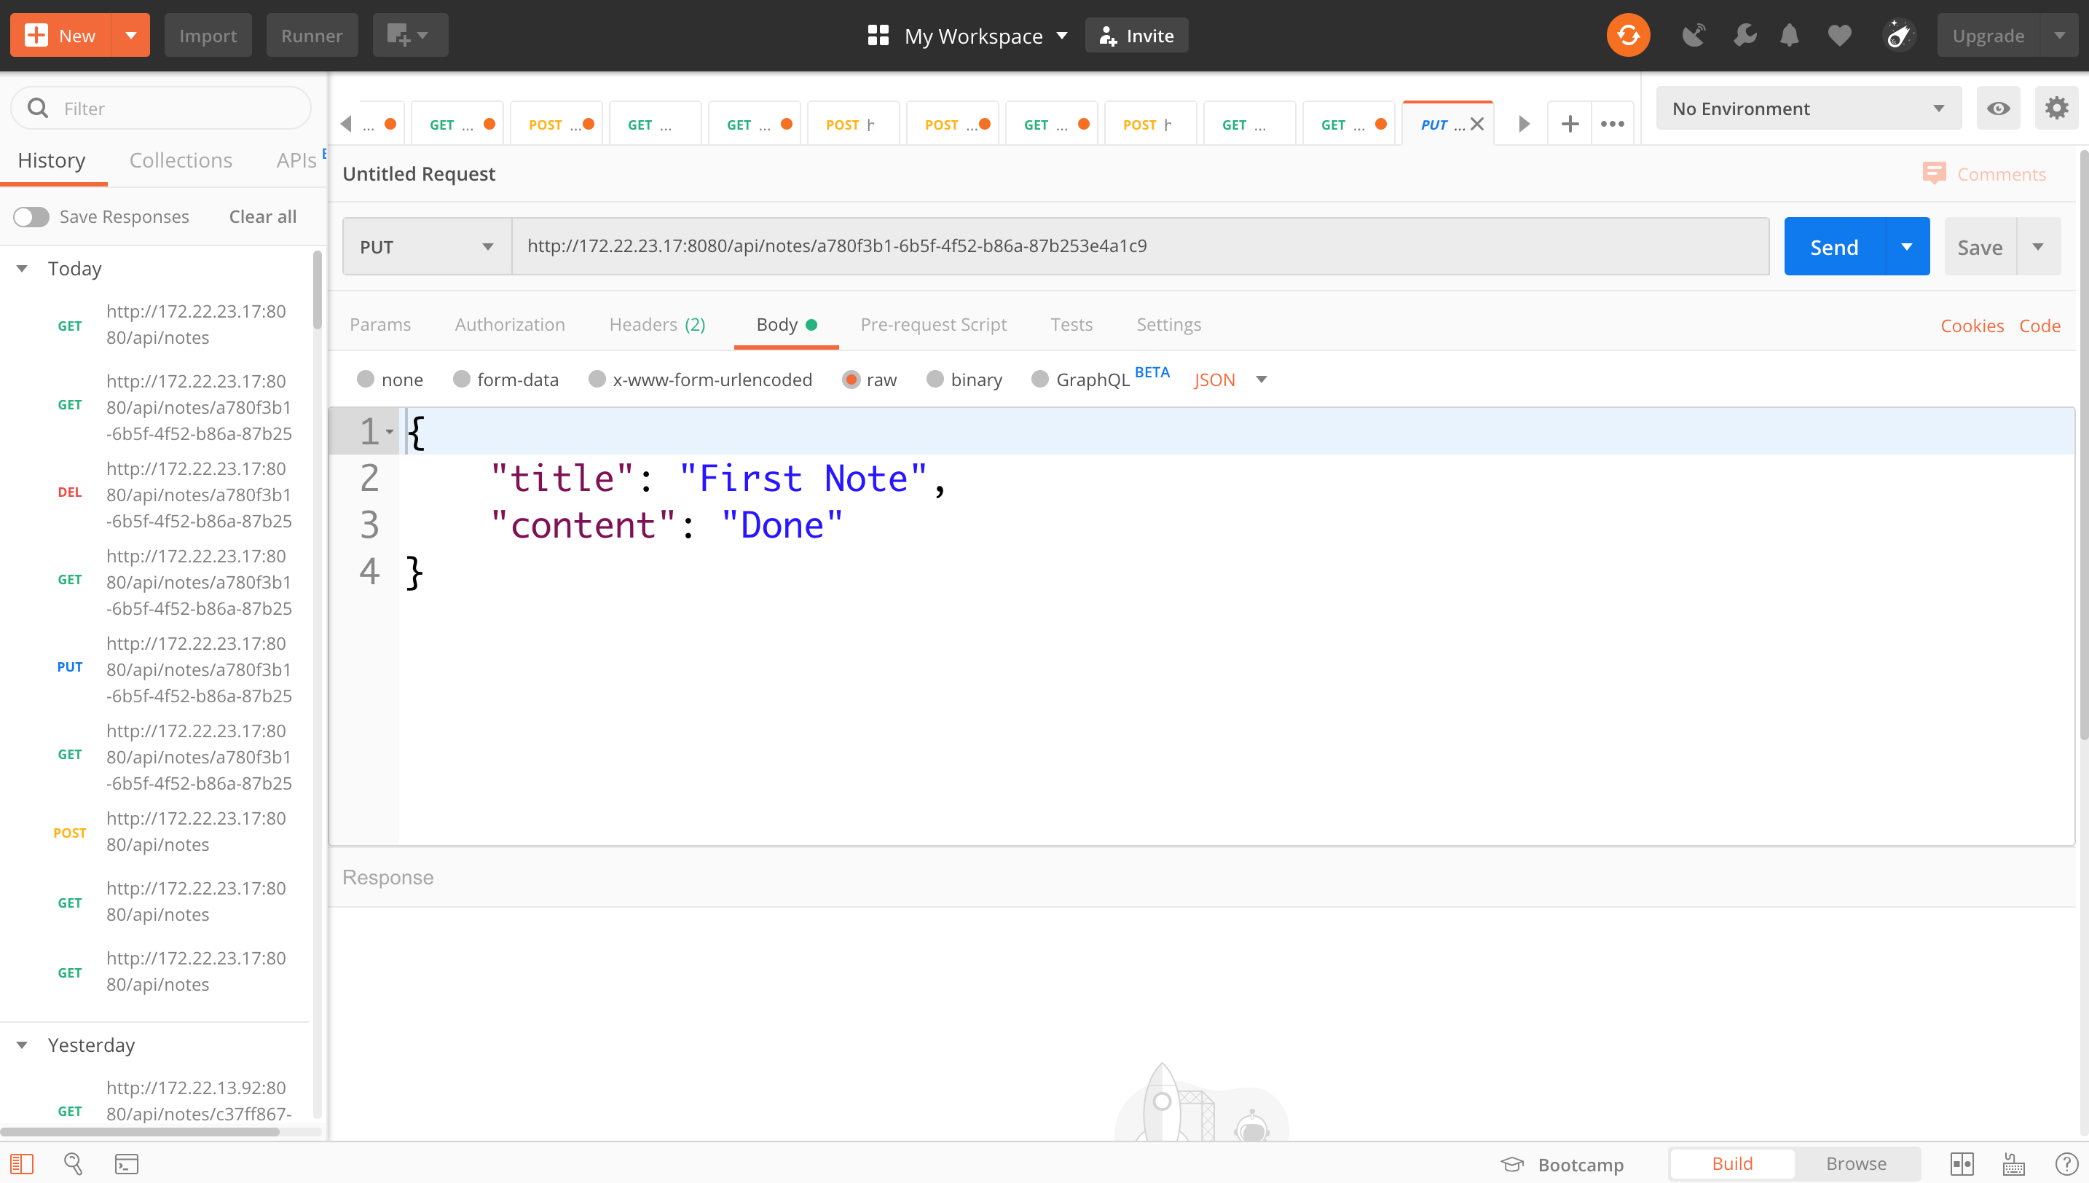 New
Import
Runner
My Workspace
Invite
Upgrade
Filter
History
Collections
APIs
Save Responses
Clear all
Today
GET
http://172.22.23.17:80
80/api/notes
GET
http://172.22.23.17:80
80/api/notes/a780f3b1
-6b5f-4f52-b86a-87b25
DEL
http://172.22.23.17:80
80/api/notes/a780f3b1
-6b5f-4f52-b86a-87b25
GET
http://172.22.23.17:80
80/api/notes/a780f3b1
-6b5f-4f52-b86a-87b25
PUT
http://172.22.23.17:80
80/api/notes/a780f3b1
-6b5f-4f52-b86a-87b25
GET
http://172.22.23.17:80
80/api/notes/a780f3b1
-6b5f-4f52-b86a-87b25
POST
http://172.22.23.17:80
80/api/notes
GET
http://172.22.23.17:80
80/api/notes
GET
http://172.22.23.17:80
80/api/notes
Yesterday
GET
http://172.22.13.92:80
80/api/notes/c37ff867-
... GET ... POST ... GET ... GET ... POST h POST ... GET ... POST h GET ... GET ... PUT ...
No Environment
Untitled Request
Comments
PUT
http://172.22.23.17:8080/api/notes/a780f3b1-6b5f-4f52-b86a-87b253e4a1c9
Send
Save
Params Authorization Headers (2) Body Pre-request Script Tests Settings
Cookies Code
none form-data x-www-form-urlencoded raw binary GraphQL BETA JSON
1 {
2 "title": "First Note",
3 "content": "Done"
4 }
Response
Bootcamp
Build
Browse